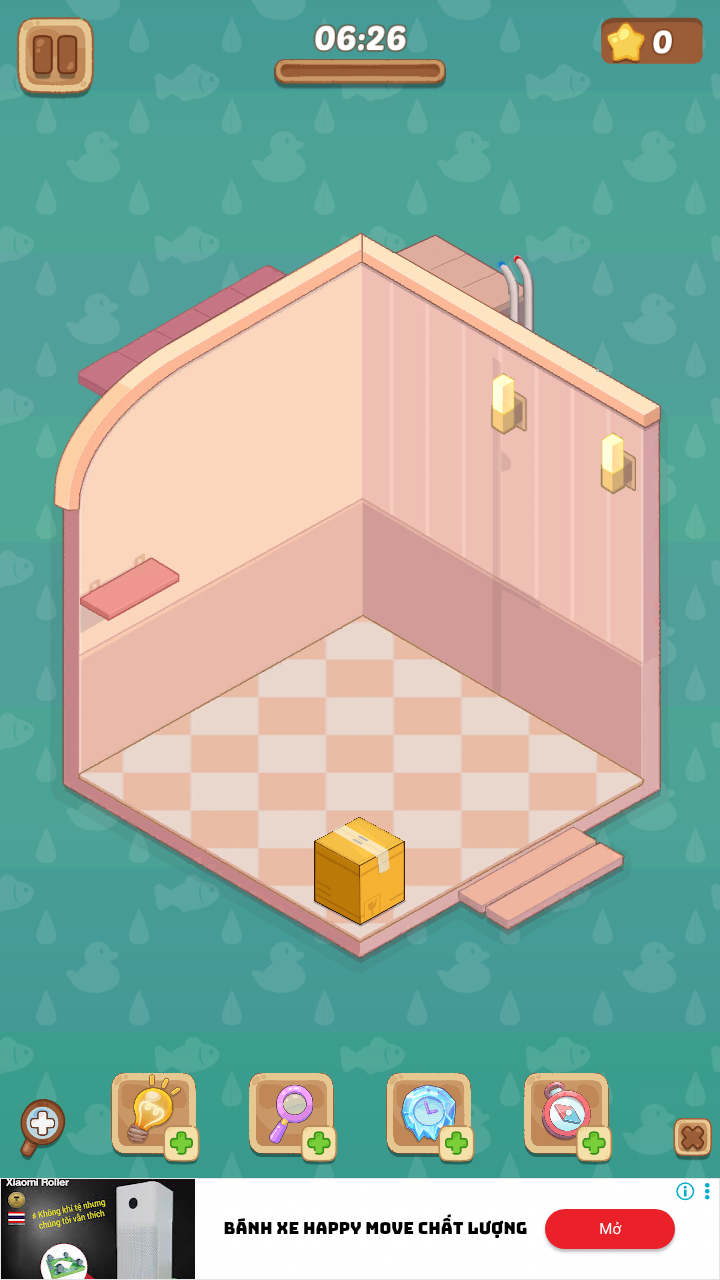 06:26
0
Xiaomi Roller
# Không khí tệ nhưng
chúng tôi vẫn thích
BÁNH XE HAPPY MOVE CHẤT LƯỢNG
Mở